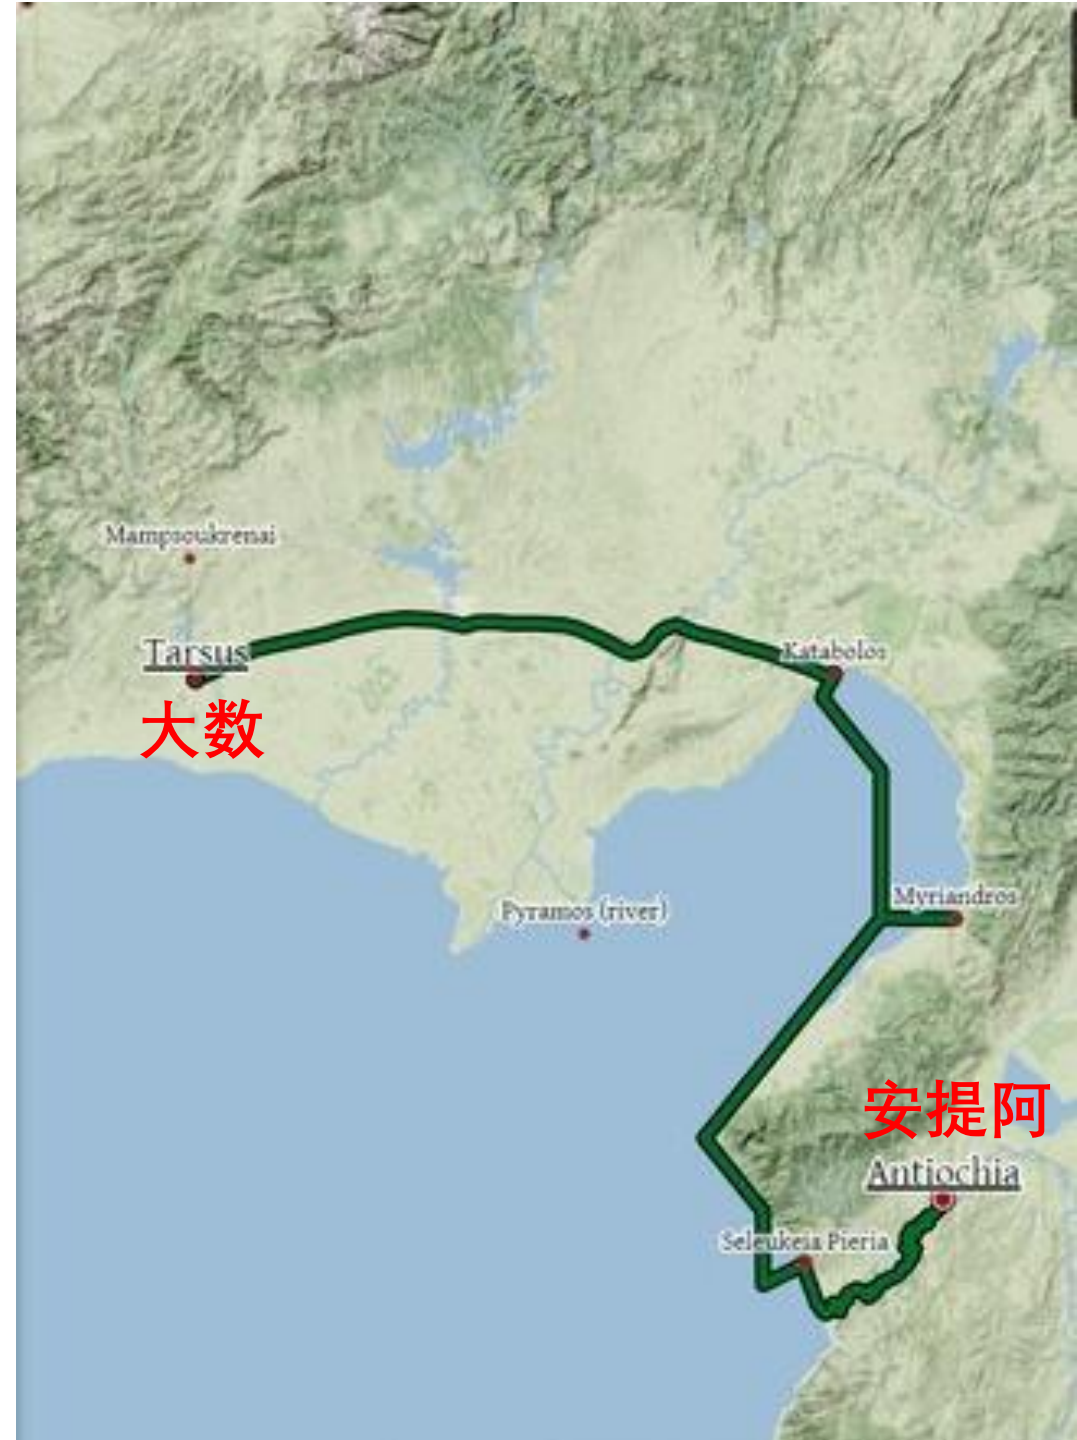 Mampsoukrenai
Tarsus
大数
Katabolos
Myriandros
Pyramos (river)
安提阿
Antiochia
Seleukeia Pieria